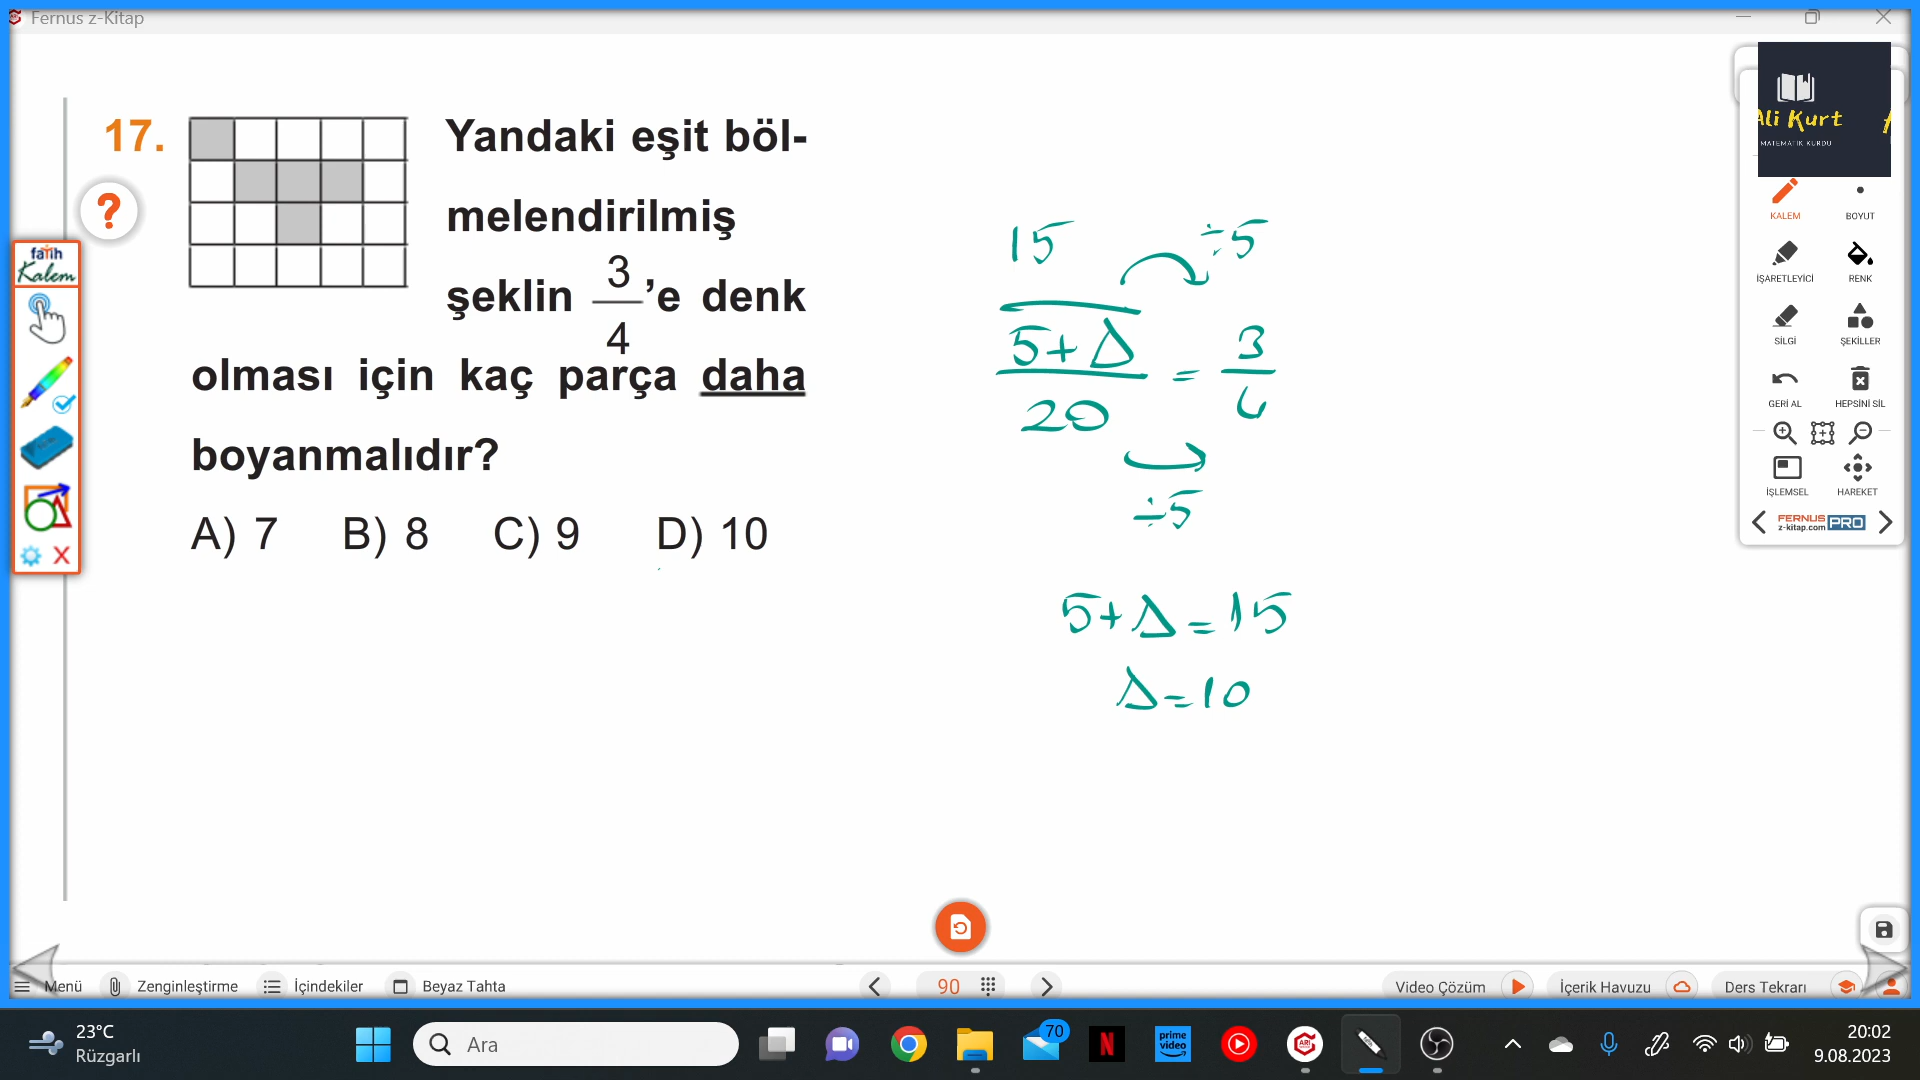 Fernus z-Kitap
17.
Yandaki eşit böl-
melendirilmiş
şeklin 3/4 'e denk
olması için kaç parça daha
boyanmalıdır?
A) 7 B) 8 C) 9 D) 10
?
fatih
Kalem
15 ÷5
5+Δ/20 = 3/4
÷5
5+Δ=15
Δ=10
Ali Kurt
MATEMATİK KURDU
KALEM BOYUT
İŞARETLEYİCİ RENK
SİLGİ ŞEKİLLER
GERİ AL HEPSİNİ SİL
İŞLEMSEL HAREKET
FERNUS PRO
z-kitap.com
Menü Zenginleştirme İçindekiler Beyaz Tahta 90 Video Çözüm İçerik Havuzu Ders Tekrarı
23°C
Rüzgarlı
Ara
70
N
prime video
ARI
20:02
9.08.2023